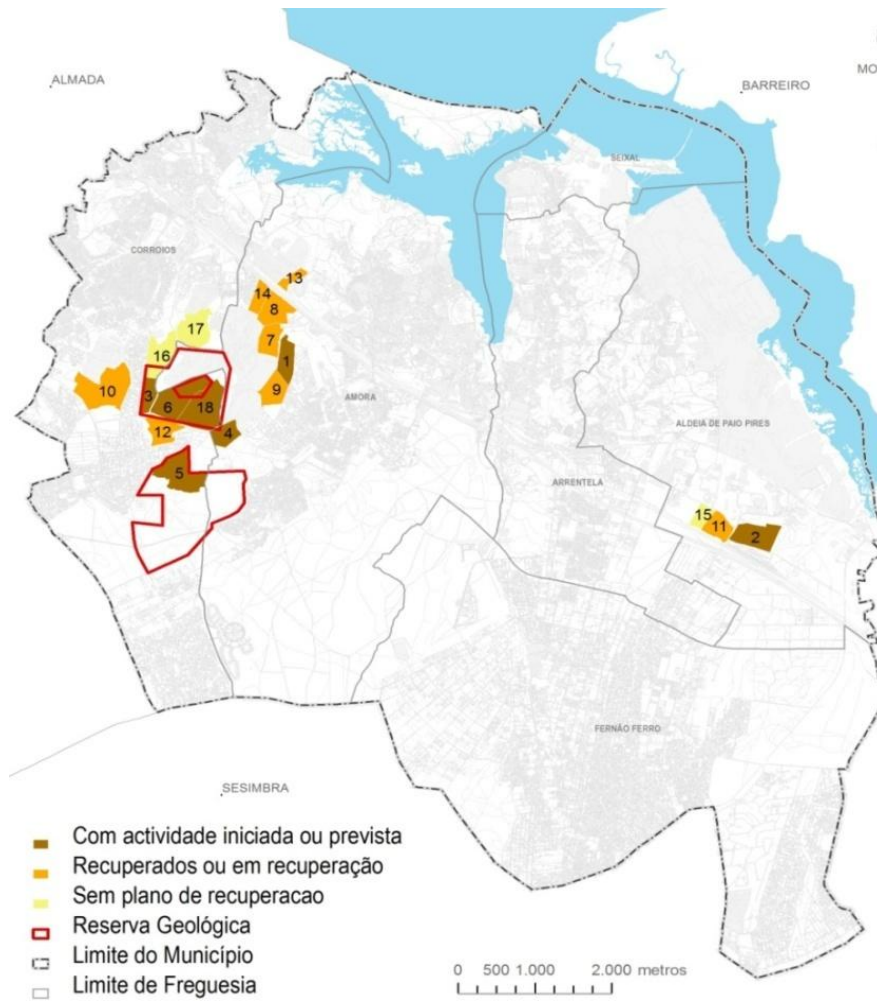 ALMADA
BARREIRO
MO
SEIXAL
CORROIOS
13
14
8
17
7
16
1
10
3
6
18
9
AMORA
12
4
ALDEIA DE PAIO PIRES
5
ARRENTELA
15
11
2
FERNÃO FERRO
SESIMBRA
Com actividade iniciada ou prevista
Recuperados ou em recuperação
Sem plano de recuperacao
Reserva Geológica
Limite do Município
Limite de Freguesia
0 500 1.000 2.000 metros